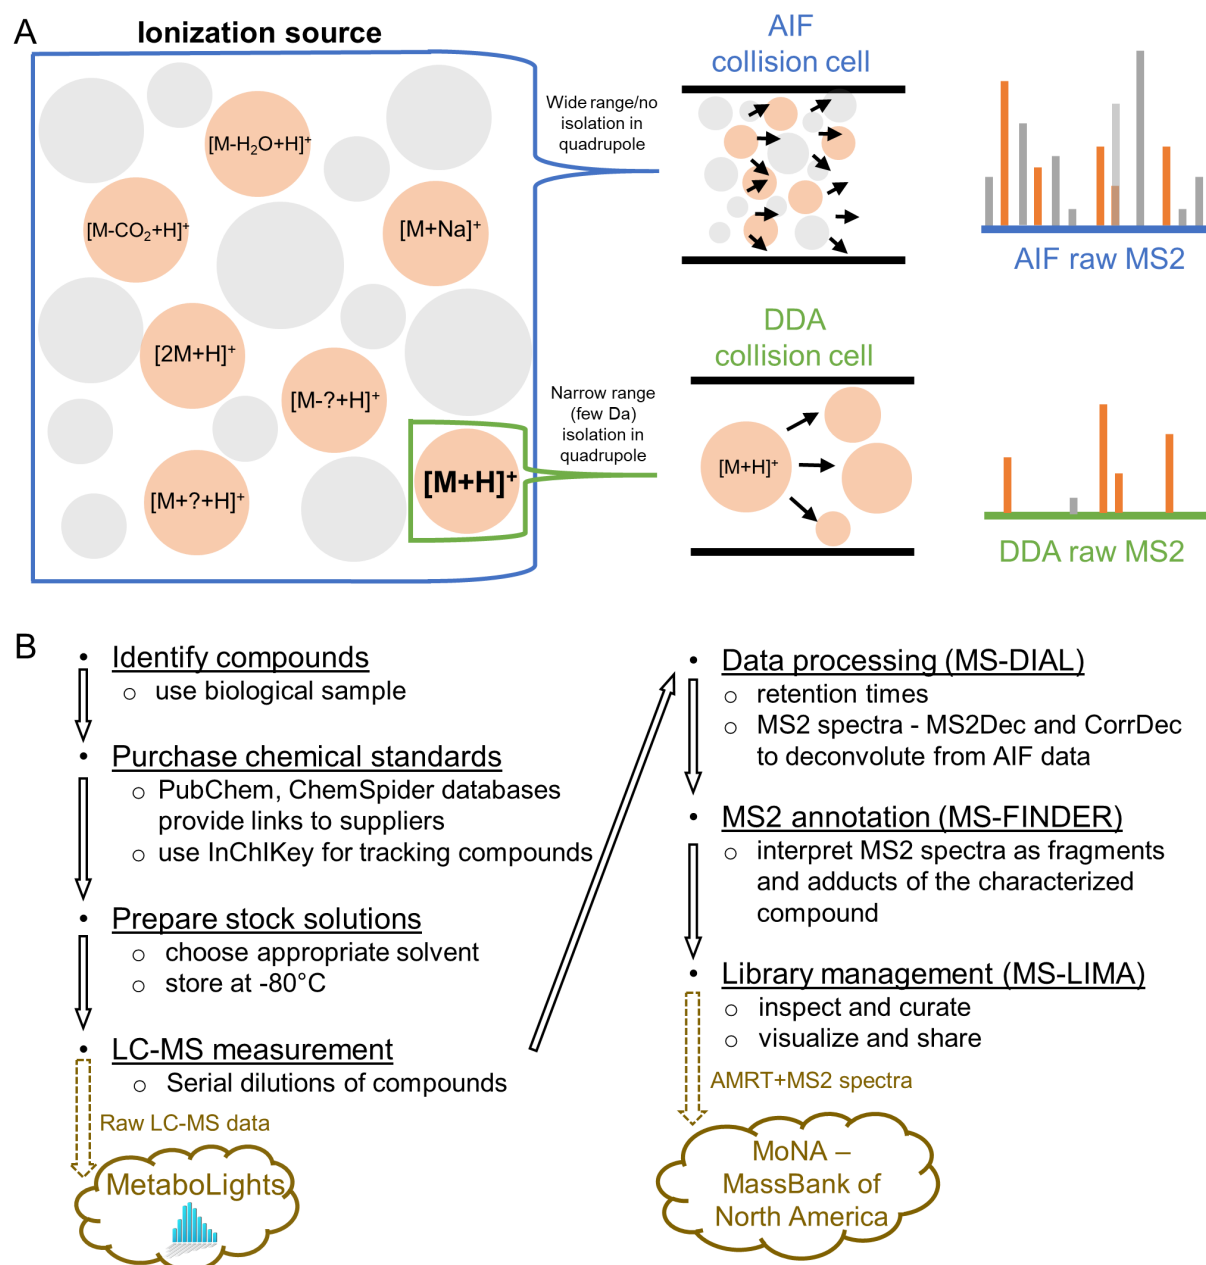 A
Ionization source
[M-H₂O+H]⁺
[M-CO₂+H]⁺
[M+Na]⁺
[2M+H]⁺
[M-?+H]⁺
[M+?+H]⁺
[M+H]⁺
Wide range/no
isolation in
quadrupole
AIF
collision cell
AIF raw MS2
Narrow range
(few Da)
isolation in
quadrupole
DDA
collision cell
[M+H]⁺
DDA raw MS2
B
• Identify compounds
o use biological sample
• Purchase chemical standards
o PubChem, ChemSpider databases
provide links to suppliers
o use InChIKey for tracking compounds
• Prepare stock solutions
o choose appropriate solvent
o store at -80°C
• LC-MS measurement
o Serial dilutions of compounds
Raw LC-MS data
MetaboLights
• Data processing (MS-DIAL)
o retention times
o MS2 spectra - MS2Dec and CorrDec
to deconvolute from AIF data
• MS2 annotation (MS-FINDER)
o interpret MS2 spectra as fragments
and adducts of the characterized
compound
• Library management (MS-LIMA)
o inspect and curate
o visualize and share
AMRT+MS2 spectra
MoNA –
MassBank of
North America